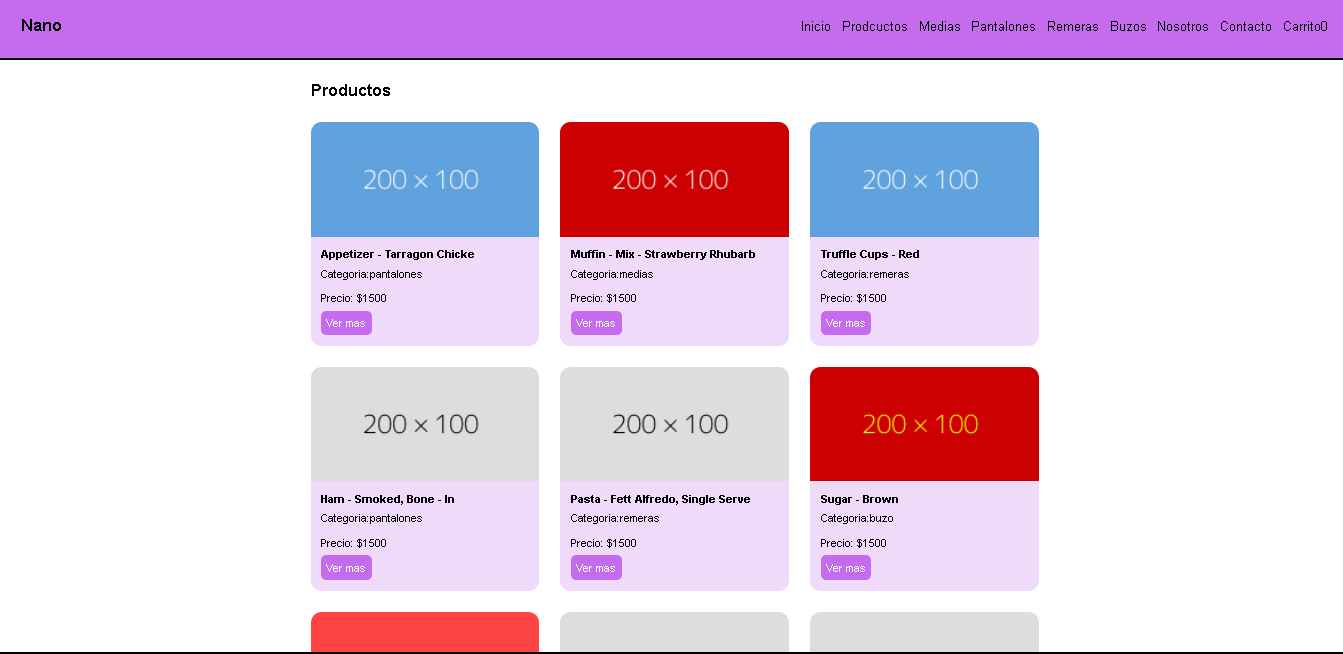 Nano
Inicio Prodcuctos Medias Pantalones Remeras Buzos Nosotros Contacto Carrito0
Productos
200 × 100
200 × 100
200 × 100
Appetizer - Tarragon Chicke
Muffin - Mix - Strawberry Rhubarb
Truffle Cups - Red
Categoria:pantalones
Categoria:medias
Categoria:remeras
Precio: $1500
Precio: $1500
Precio: $1500
Ver mas
Ver mas
Ver mas
200 × 100
200 × 100
200 × 100
Ham - Smoked, Bone - In
Pasta - Fett Alfredo, Single Serve
Sugar - Brown
Categoria:pantalones
Categoria:remeras
Categoria:buzo
Precio: $1500
Precio: $1500
Precio: $1500
Ver mas
Ver mas
Ver mas